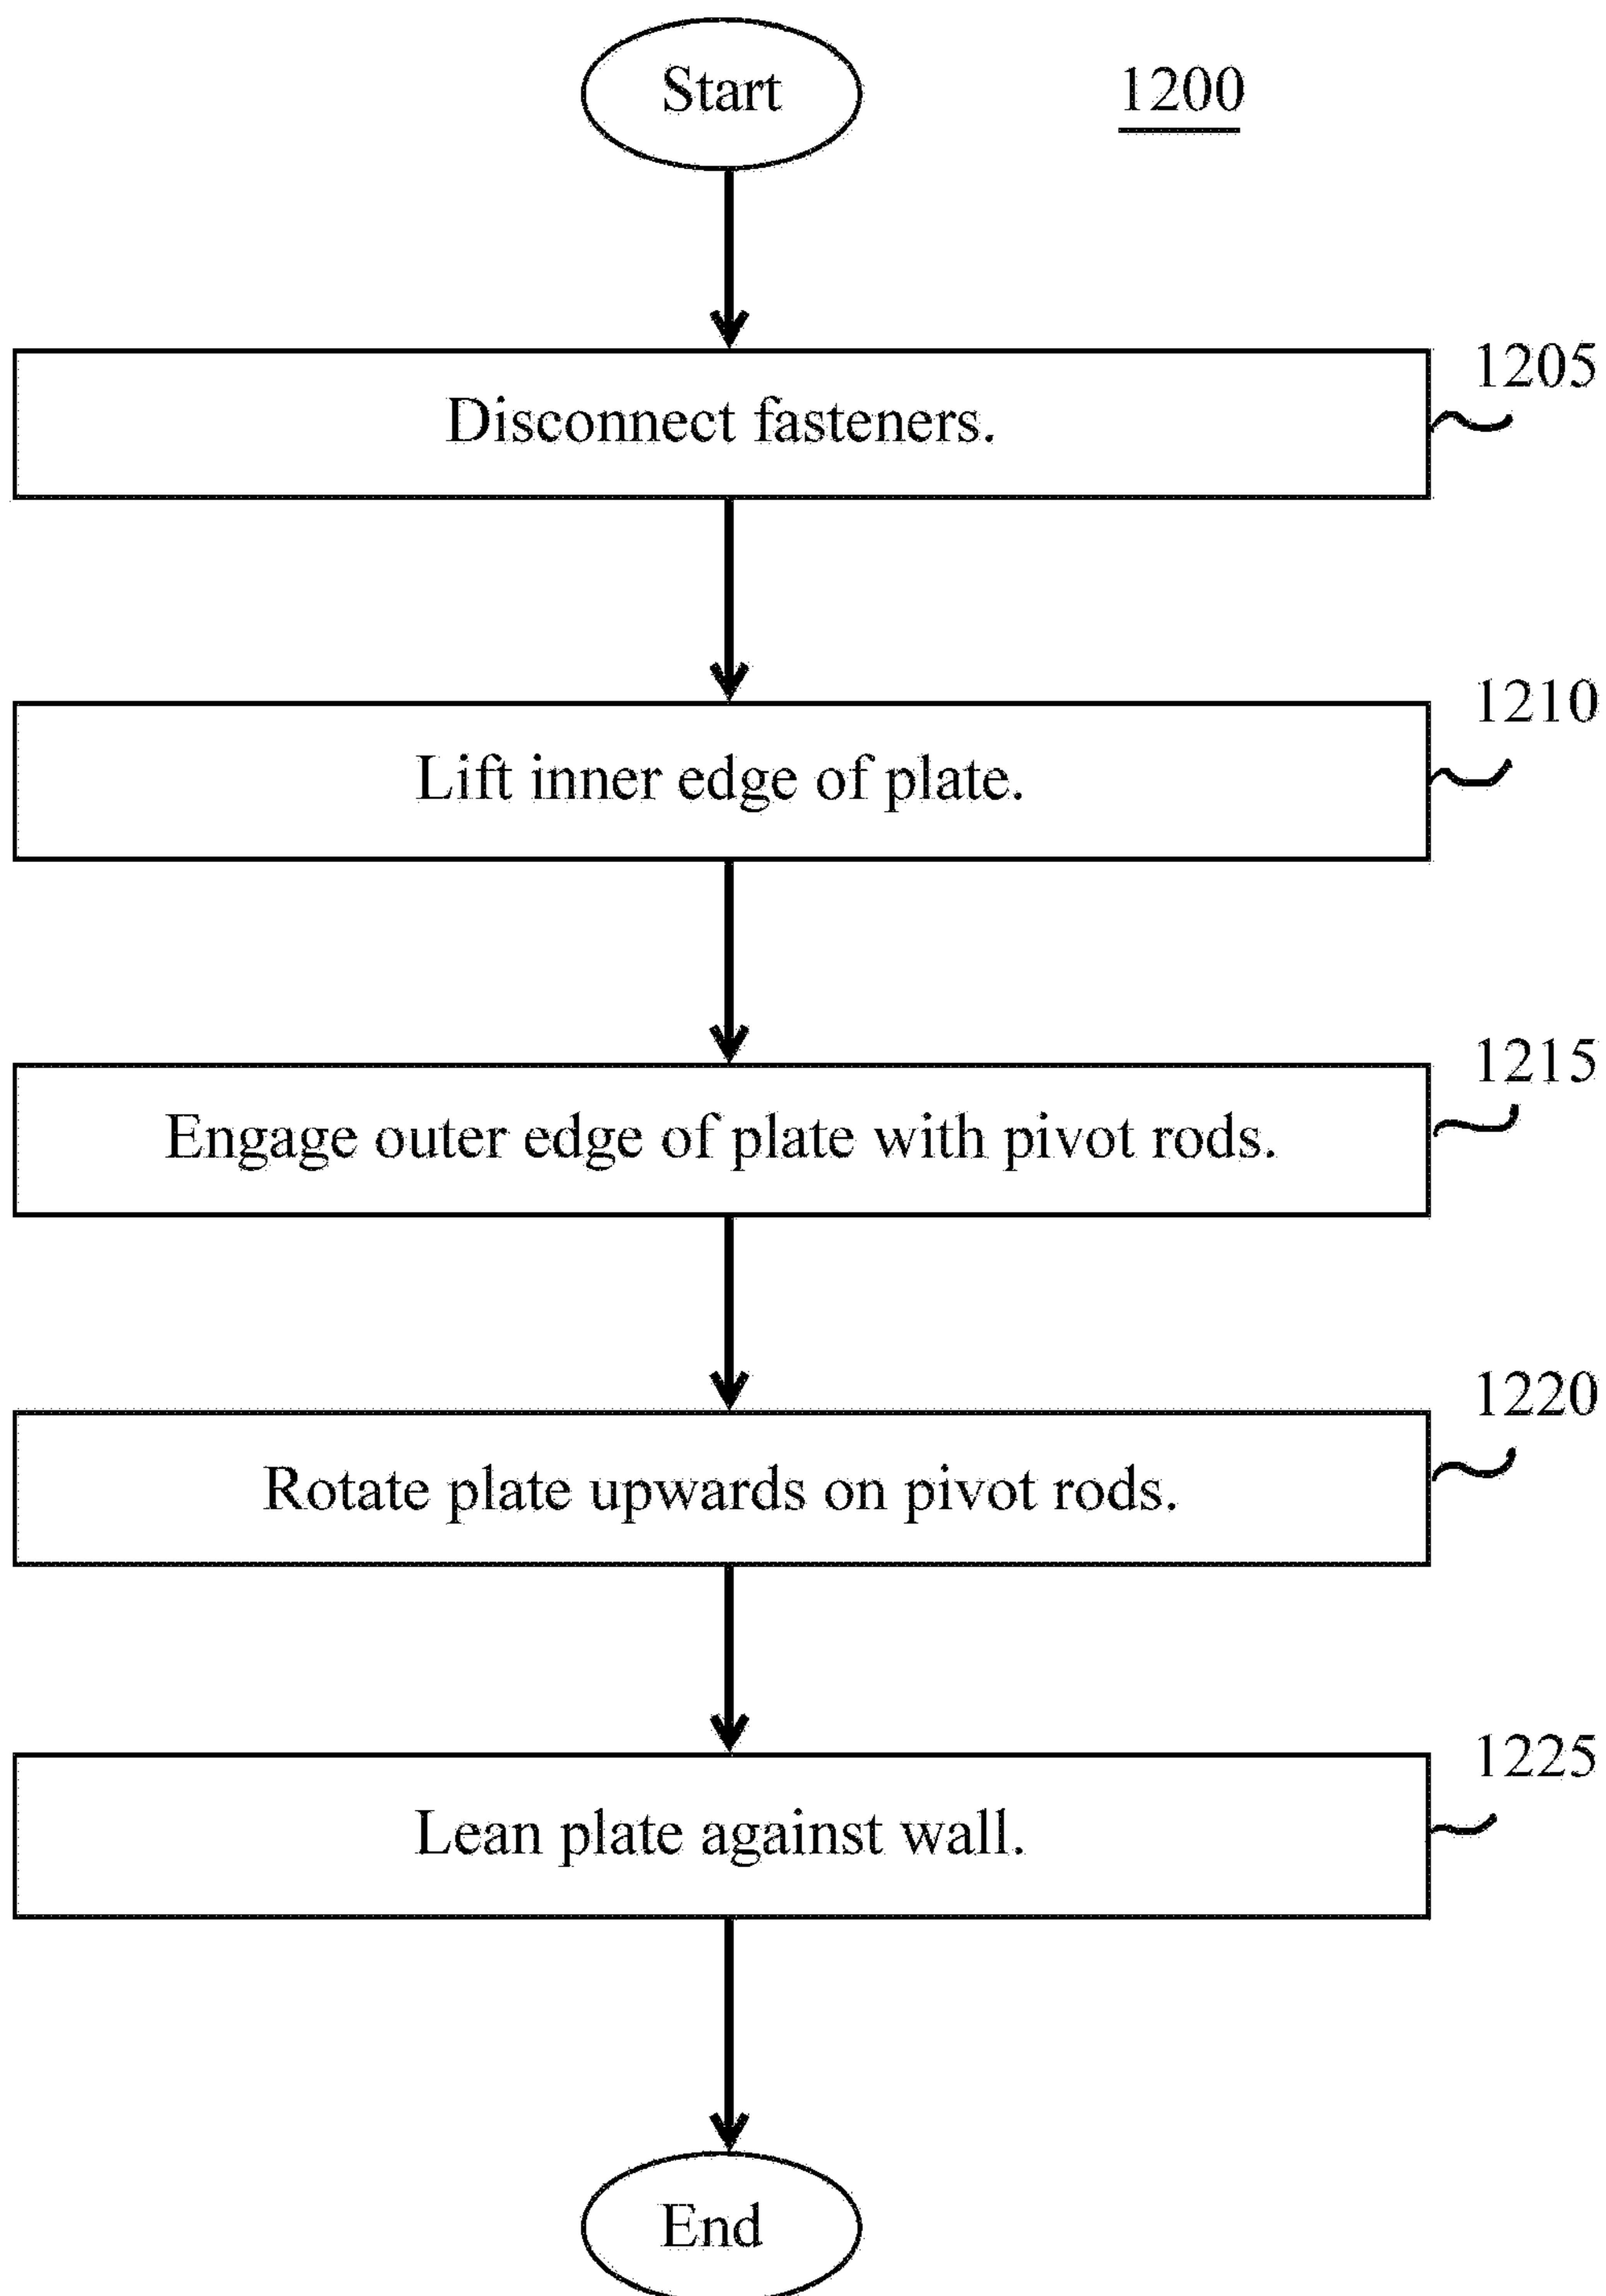 Start
1200
1205
Disconnect fasteners.
1210
Lift inner edge of plate.
1215
Engage outer edge of plate with pivot rods.
1220
Rotate plate upwards on pivot rods.
1225
Lean plate against wall.
End